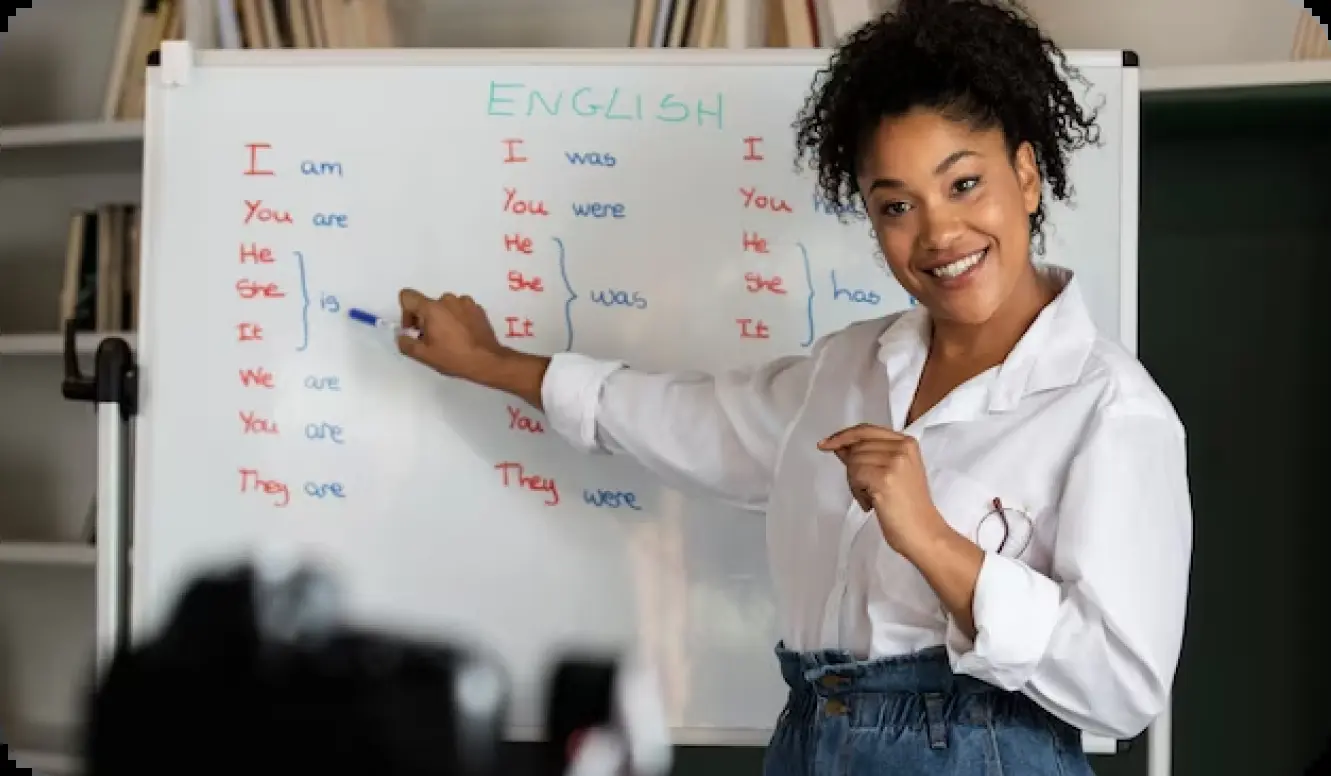 ENGLISH
I am
You are
He
She
It
is
We are
You are
They are
I was
You were
He
She
It
was
You
They were
I
You
He
She
It
has